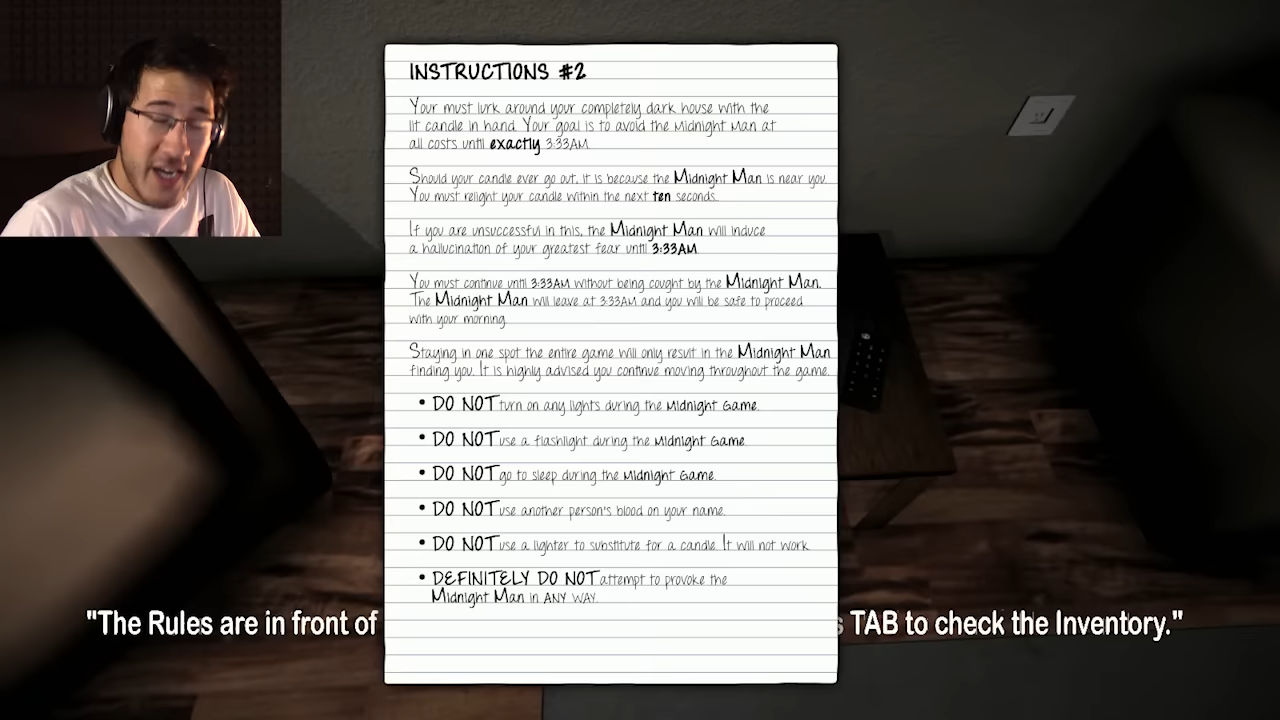 INSTRUCTIONS #2
Your must lurk around your completely dark house with the
lit candle in hand. Your goal is to avoid the Midnight Man at
all costs until exactly 3:33AM
Should your candle ever go out, it is because the Midnight Man is near you.
You must relight your candle within the next ten seconds.
If you are unsuccessful in this, the Midnight Man will induce
a hallucination of your greatest fear until 3:33AM
You must continue until 3:33AM without being caught by the Midnight Man.
The Midnight Man will leave at 3:33AM and you will be safe to proceed
with your morning.
Staying in one spot the entire game will only result in the Midnight Man
finding you. It is highly advised you continue moving throughout the game.
• DO NOT turn on any lights during the Midnight Game.
• DO NOT use a flashlight during the Midnight Game.
• DO NOT go to sleep during the Midnight Game.
• DO NOT use another person's blood on your name.
• DO NOT use a lighter to substitute for a candle. It will not work.
• DEFINITELY DO NOT attempt to provoke the
Midnight Man in ANY WAY.
"The Rules are in front of s TAB to check the Inventory."